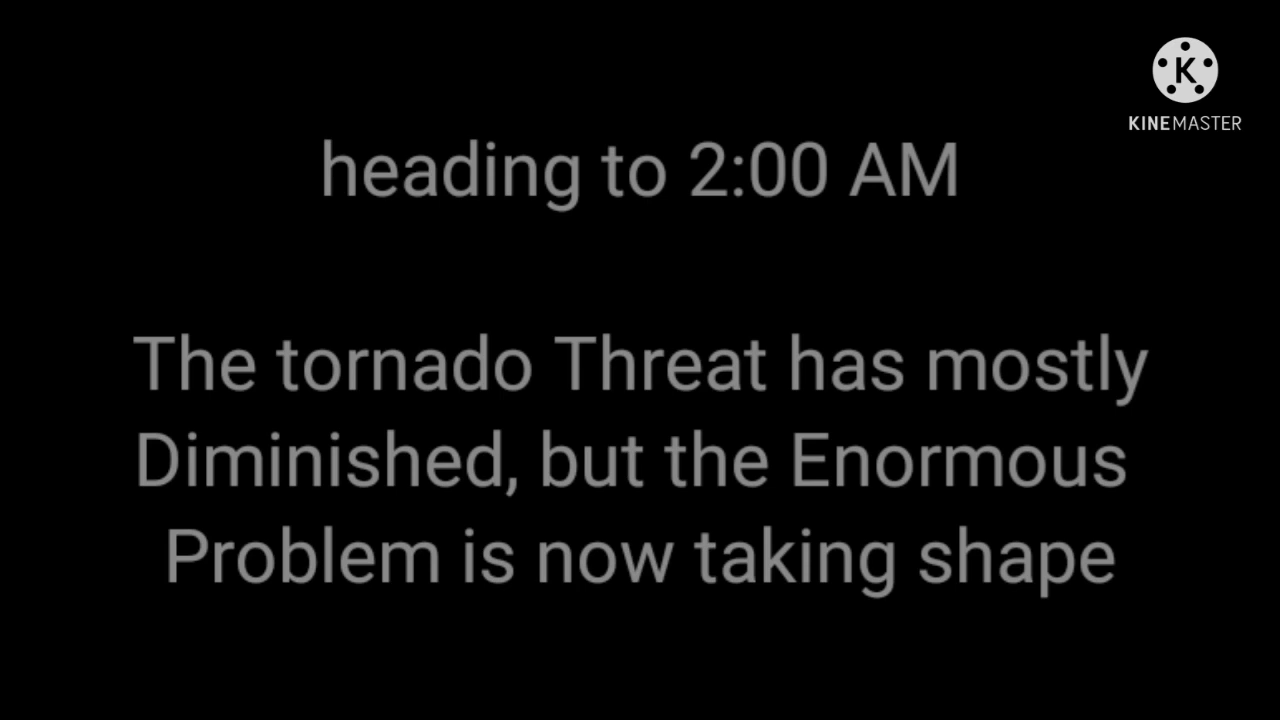 K
KINEMASTER
heading to 2:00 AM
The tornado Threat has mostly
Diminished, but the Enormous
Problem is now taking shape